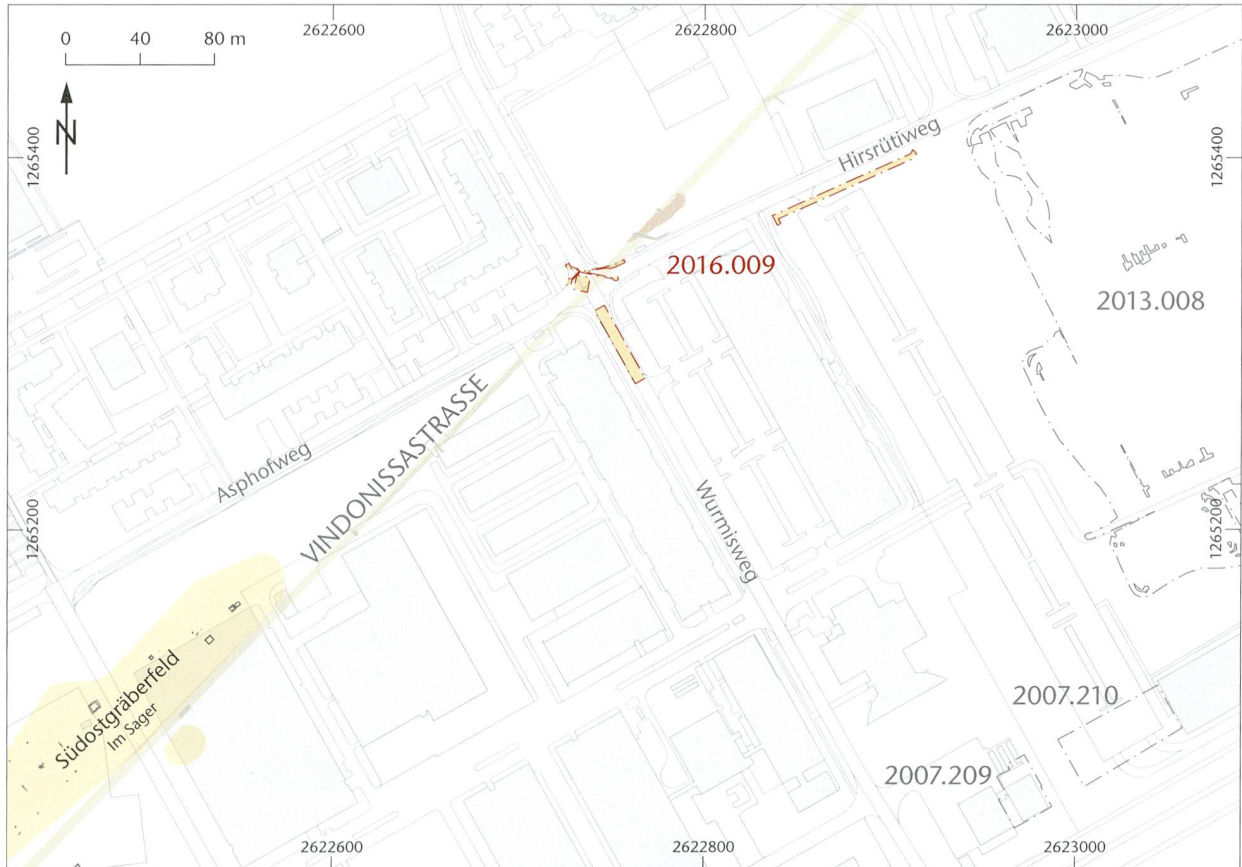 0 40 80 m
2622600
2622800
2623000
N
1265400
1265400
Hirsrütiweg
2016.009
2013.008
VINDONISSASTRASSE
Asphofweg
Wurmisweg
1265200
1265200
Südostgräberfeld
Im Sager
2007.210
2007.209
2622600
2622800
2623000